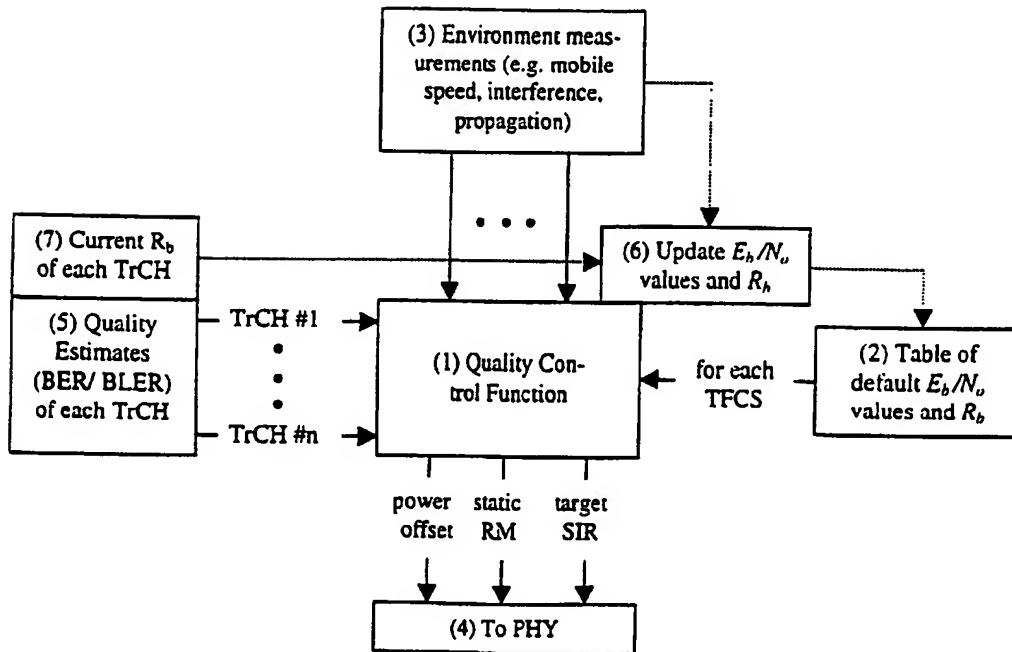 (3) Environment mea-
surements (e.g. mobile
speed, interference,
propagation)
(7) Current R_b
of each TrCH
(6) Update E_b/N_o
values and R_b
(5) Quality
Estimates
(BER/ BLER)
of each TrCH
TrCH #1
TrCH #n
(1) Quality Con-
trol Function
for each
TFCS
(2) Table of
default E_b/N_o
values and R_b
power
offset
static
RM
target
SIR
(4) To PHY